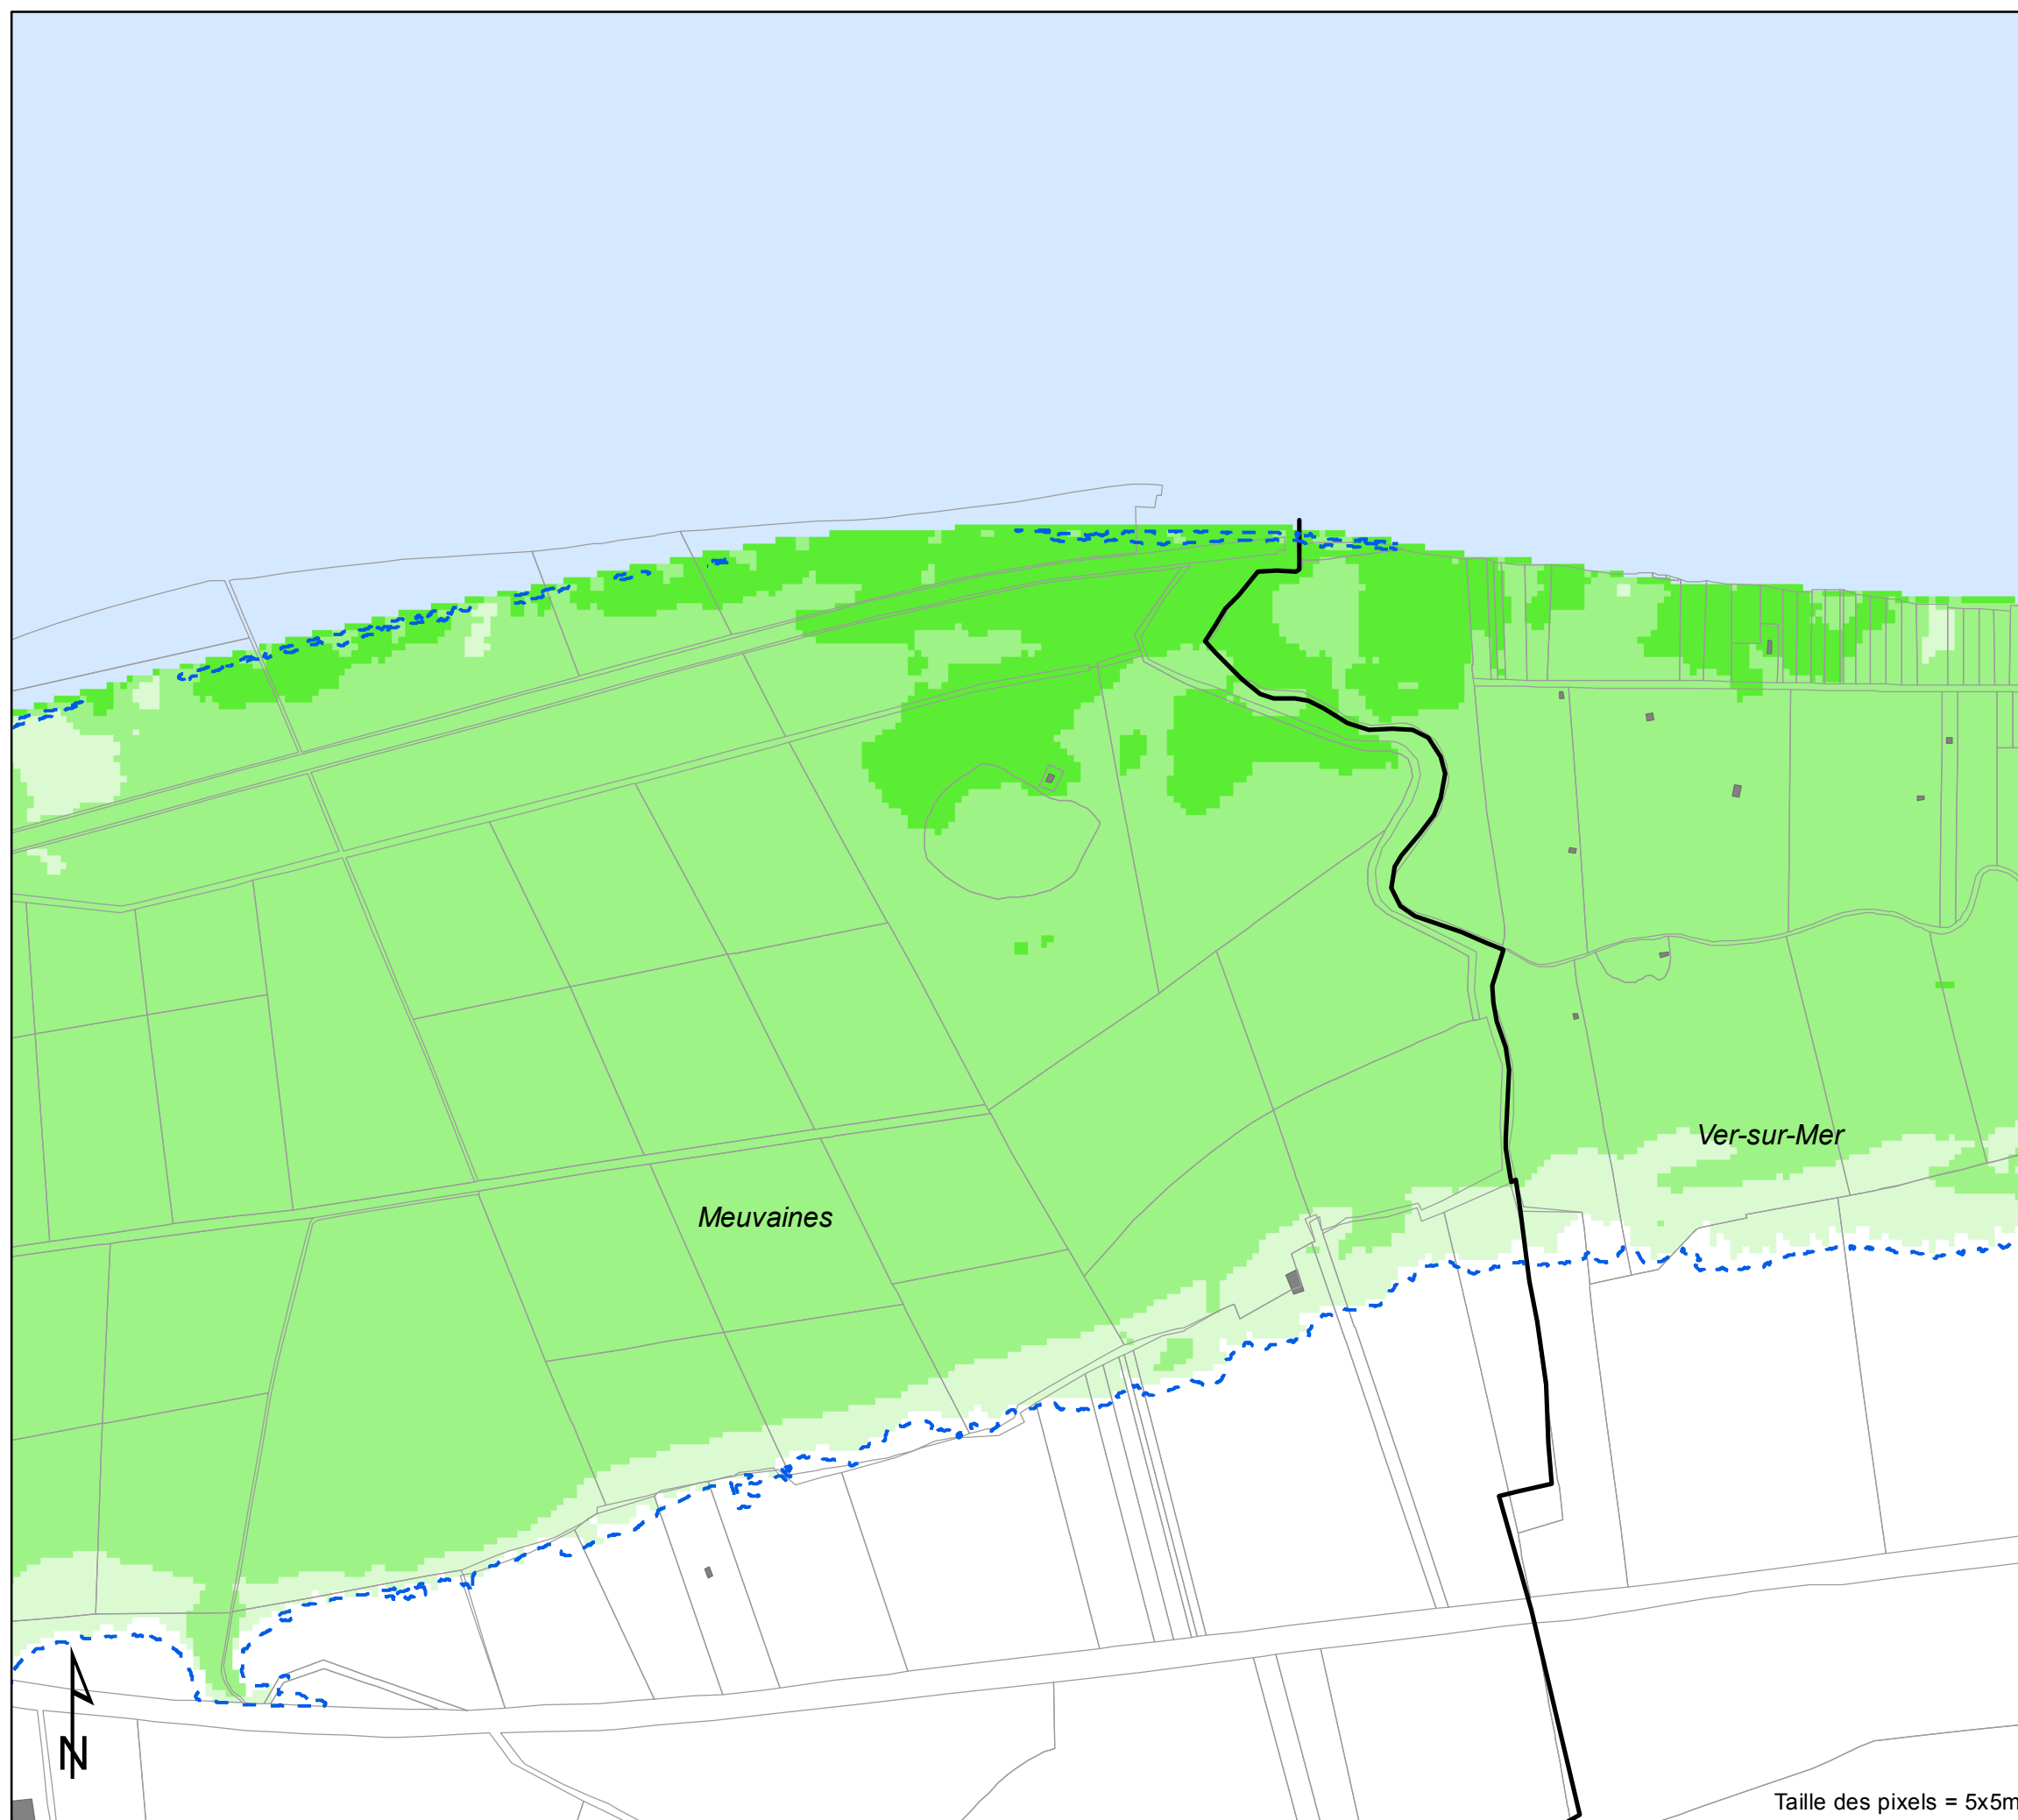 Ver-sur-Mer
Meuvaines
N
Taille des pixels = 5x5m